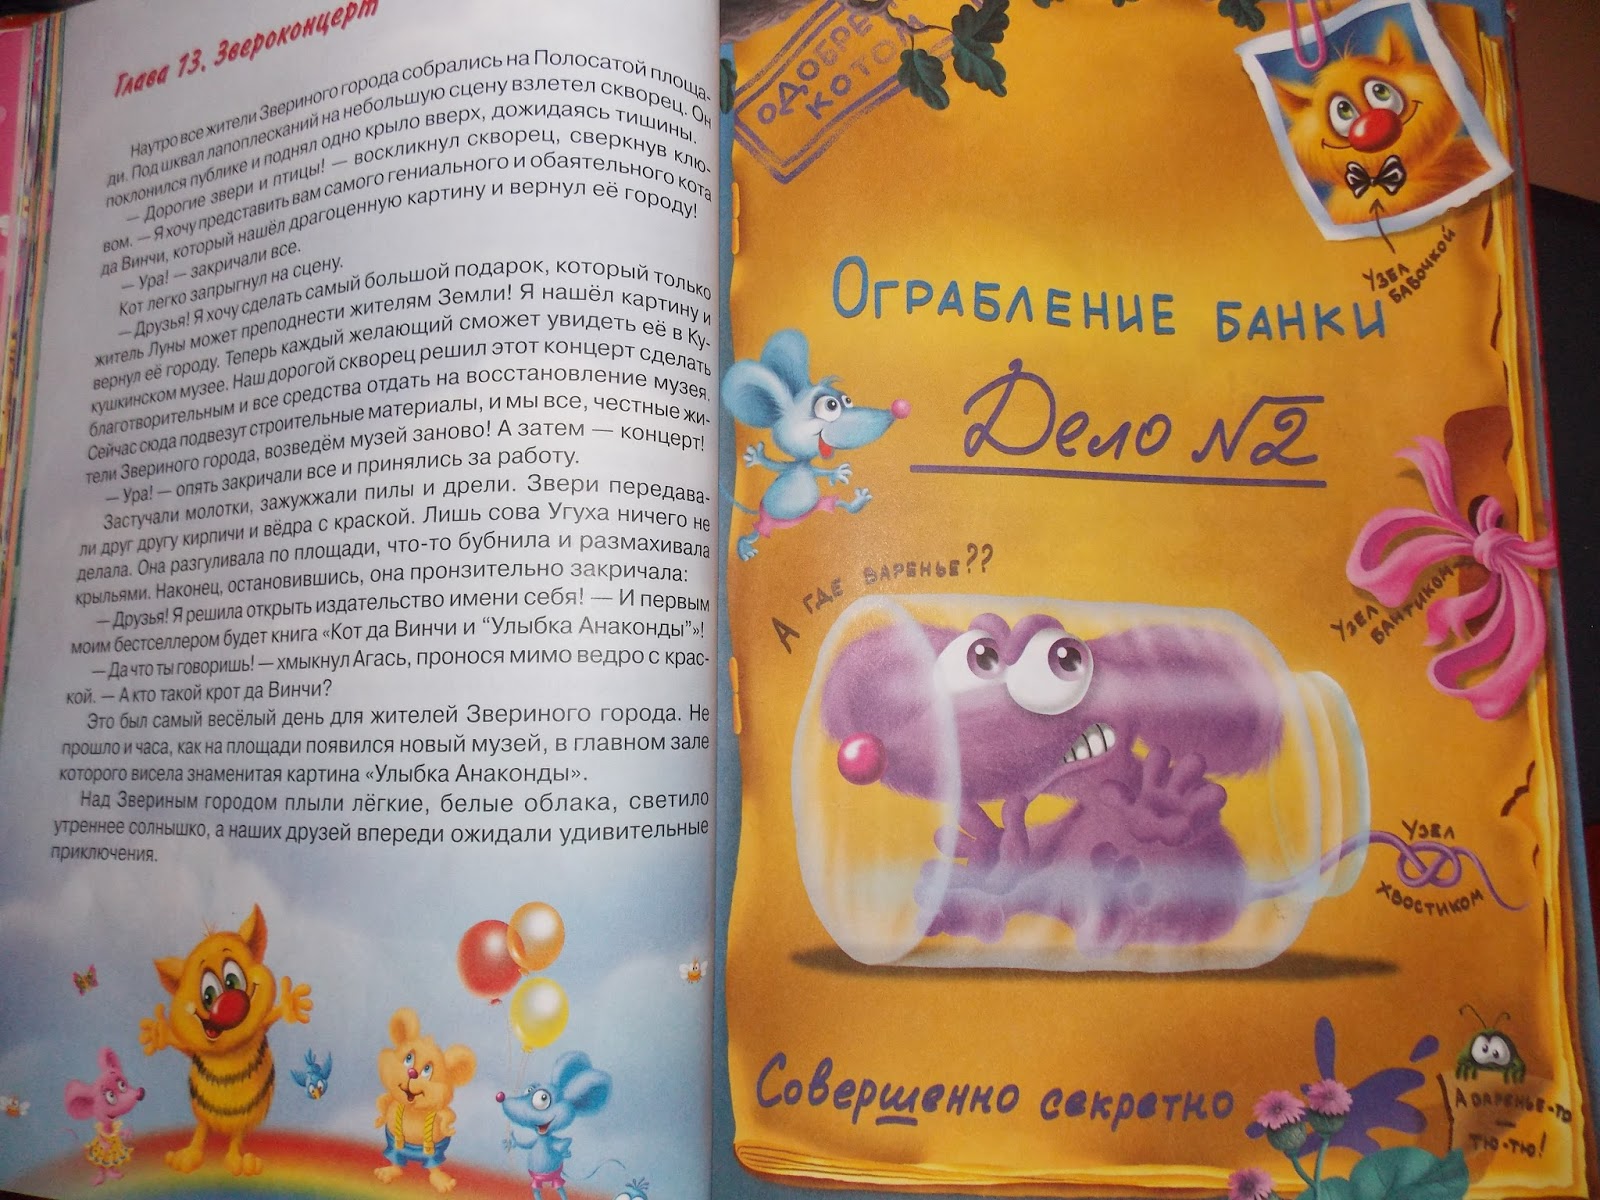 Глава 13. Звероконцерт
Наутро все жители Звериного города собрались на Полосатой площа-
ди. Под шквал лапоплесканий на небольшую сцену взлетел скворец. Он
поклонился публике и поднял одно крыло вверх, дожидаясь тишины.
— Дорогие звери и птицы! — воскликнул скворец, сверкнув клю-
вом. — Я хочу представить вам самого гениального и обаятельного кота
да Винчи, который нашёл драгоценную картину и вернул её городу!
— Ура! — закричали все.
Кот легко запрыгнул на сцену.
— Друзья! Я хочу сделать самый большой подарок, который только
житель Луны может преподнести жителям Земли! Я нашёл картину и
вернул её городу. Теперь каждый желающий сможет увидеть её в Ку-
кушкинском музее. Наш дорогой скворец решил этот концерт сделать
благотворительным и все средства отдать на восстановление музея.
Сейчас сюда подвезут строительные материалы, и мы все, честные жи-
тели Звериного города, возведём музей заново! А затем — концерт!
— Ура! — опять закричали все и принялись за работу.
Застучали молотки, зажужжали пилы и дрели. Звери передава-
ли друг другу кирпичи и вёдра с краской. Лишь сова Угуха ничего не
делала. Она разгуливала по площади, что-то бубнила и размахивала
крыльями. Наконец, остановившись, она пронзительно закричала:
— Друзья! Я решила открыть издательство имени себя! — И первым
моим бестселлером будет книга «Кот да Винчи и “Улыбка Анаконды”»!
— Да что ты говоришь! — хмыкнул Агась, пронося мимо ведро с крас-
кой. — А кто такой крот да Винчи?
Это был самый весёлый день для жителей Звериного города. Не
прошло и часа, как на площади появился новый музей, в главном зале
которого висела знаменитая картина «Улыбка Анаконды».
Над Звериным городом плыли лёгкие, белые облака, светило
утреннее солнышко, а наших друзей впереди ожидали удивительные
приключения.
ОДОБРЕ
КОТОМ
УЗЕЛ
БАБОЧКОЙ
ОГРАБЛЕНИЕ БАНКИ
Дело №2
А ГДЕ ВАРЕНЬЕ??
УЗЕЛ
БАНТИКОМ
УЗЕЛ
ХВОСТИКОМ
Совершенно секретно
А ВАРЕНЬЕ-ТО
ТЮ-ТЮ!